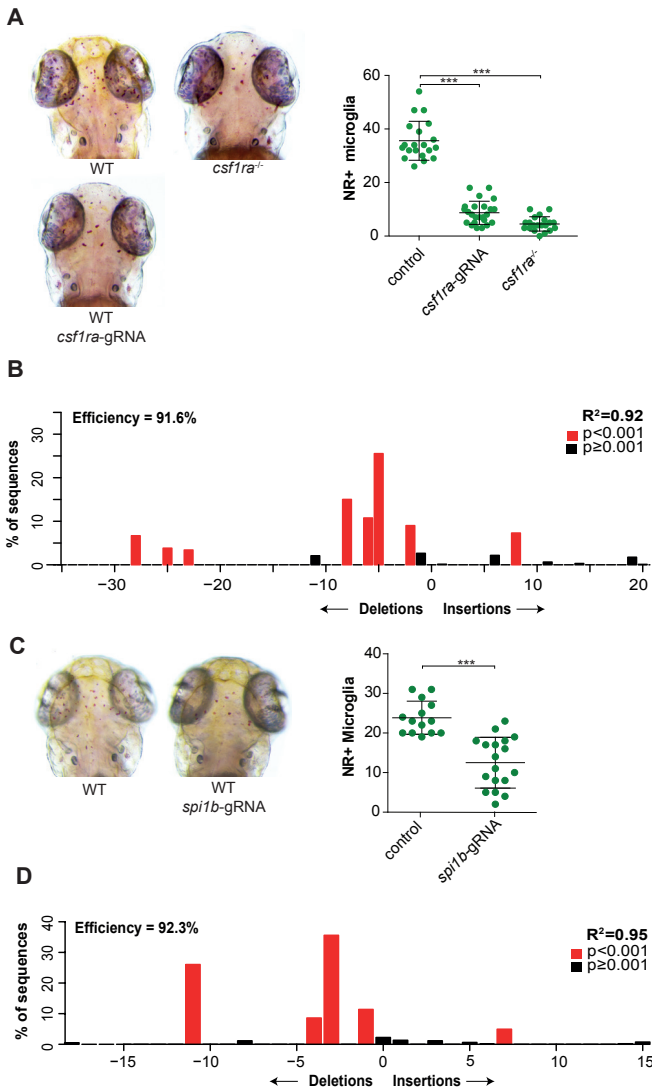 A
WT
csf1ra-/-
WT
csf1ra-gRNA
NR+ microglia
60
40
20
0
***
***
control
csf1ra-gRNA
csf1ra-/-
B
Efficiency = 91.6%
R²=0.92
p<0.001
p≥0.001
% of sequences
30
20
10
0
−30
−20
−10
0
10
20
← Deletions Insertions →
C
WT
WT
spi1b-gRNA
NR+ Microglia
40
30
20
10
0
***
control
spi1b-gRNA
D
Efficiency = 92.3%
R²=0.95
p<0.001
p≥0.001
% of sequences
40
30
20
10
0
−15
−10
−5
0
5
10
15
← Deletions Insertions →